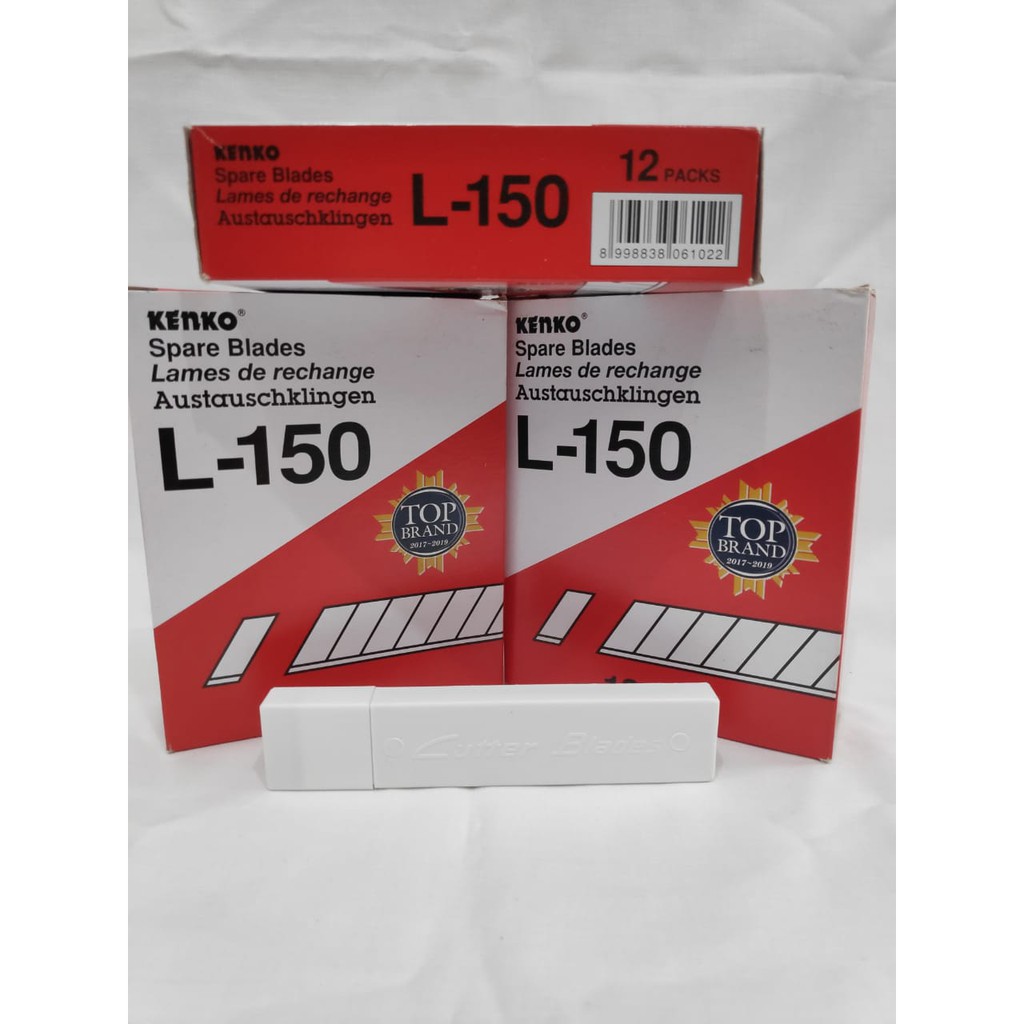 KENKO
Spare Blades
Lames de rechange
Austauschklingen
L-150
12 PACKS
8 998838 061022
KENKO®
Spare Blades
Lames de rechange
Austauschklingen
L-150
TOP
BRAND
2017~2019
KENKO®
Spare Blades
Lames de rechange
Austauschklingen
L-150
TOP
BRAND
2017~2019
Cutter Blades